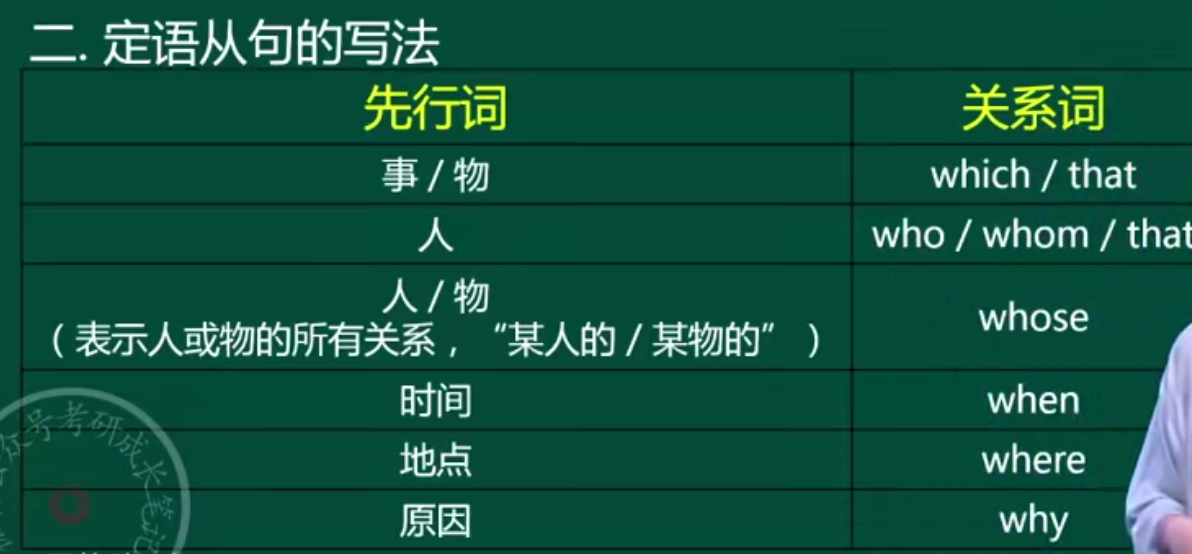 二. 定语从句的写法
先行词 关系词
事 / 物 which / that
人 who / whom / that
人 / 物
（ 表示人或物的所有关系 ，“某人的 / 某物的” ） whose
时间 when
地点 where
原因 why
众号考研成长笔记